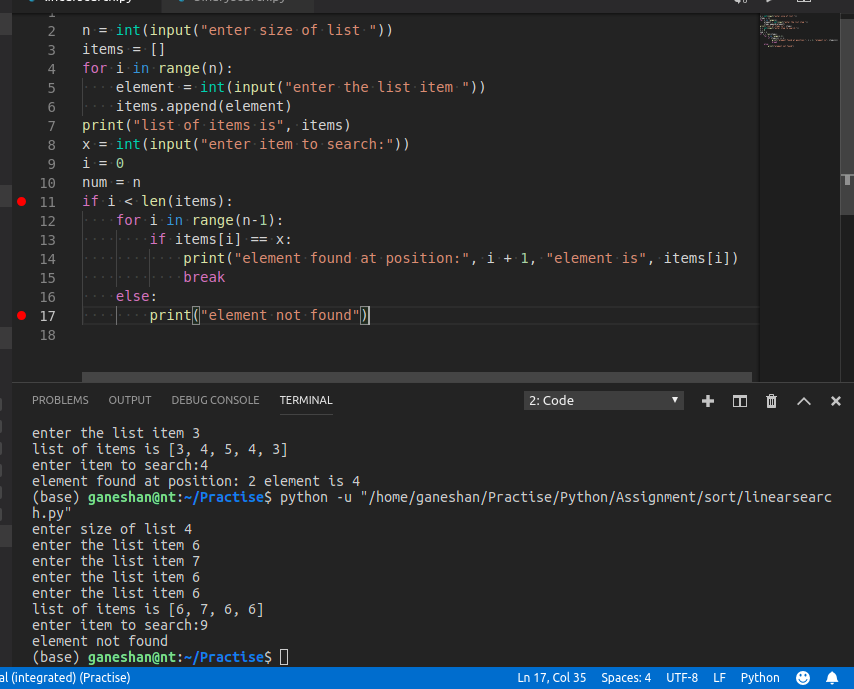 2 n = int(input("enter size of list "))
3 items = []
4 for i in range(n):
5 element = int(input("enter the list item "))
6 items.append(element)
7 print("list of items is", items)
8 x = int(input("enter item to search:"))
9 i = 0
10 num = n
11 if i < len(items):
12 for i in range(n-1):
13 if items[i] == x:
14 print("element found at position:", i + 1, "element is", items[i])
15 break
16 else:
17 print("element not found")
18
PROBLEMS OUTPUT DEBUG CONSOLE TERMINAL 2: Code
enter the list item 3
list of items is [3, 4, 5, 4, 3]
enter item to search:4
element found at position: 2 element is 4
(base) ganeshan@nt:~/Practise$ python -u "/home/ganeshan/Practise/Python/Assignment/sort/linearsearc
h.py"
enter size of list 4
enter the list item 6
enter the list item 7
enter the list item 6
enter the list item 6
list of items is [6, 7, 6, 6]
enter item to search:9
element not found
(base) ganeshan@nt:~/Practise$
al (integrated) (Practise) Ln 17, Col 35 Spaces: 4 UTF-8 LF Python